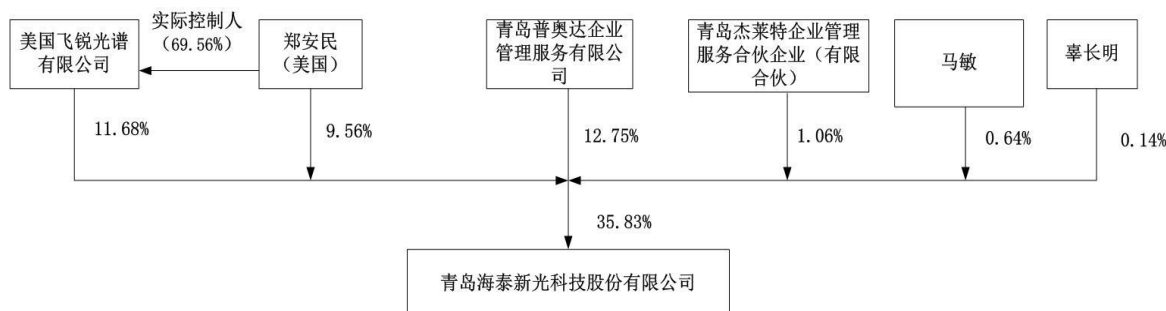 美国飞锐光谱
有限公司
实际控制人
（69.56%）
郑安民
（美国）
青岛普奥达企业
管理服务有限公
司
青岛杰莱特企业管理
服务合伙企业（有限
合伙）
马敏
辜长明
11.68%
9.56%
12.75%
1.06%
0.64%
0.14%
35.83%
青岛海泰新光科技股份有限公司